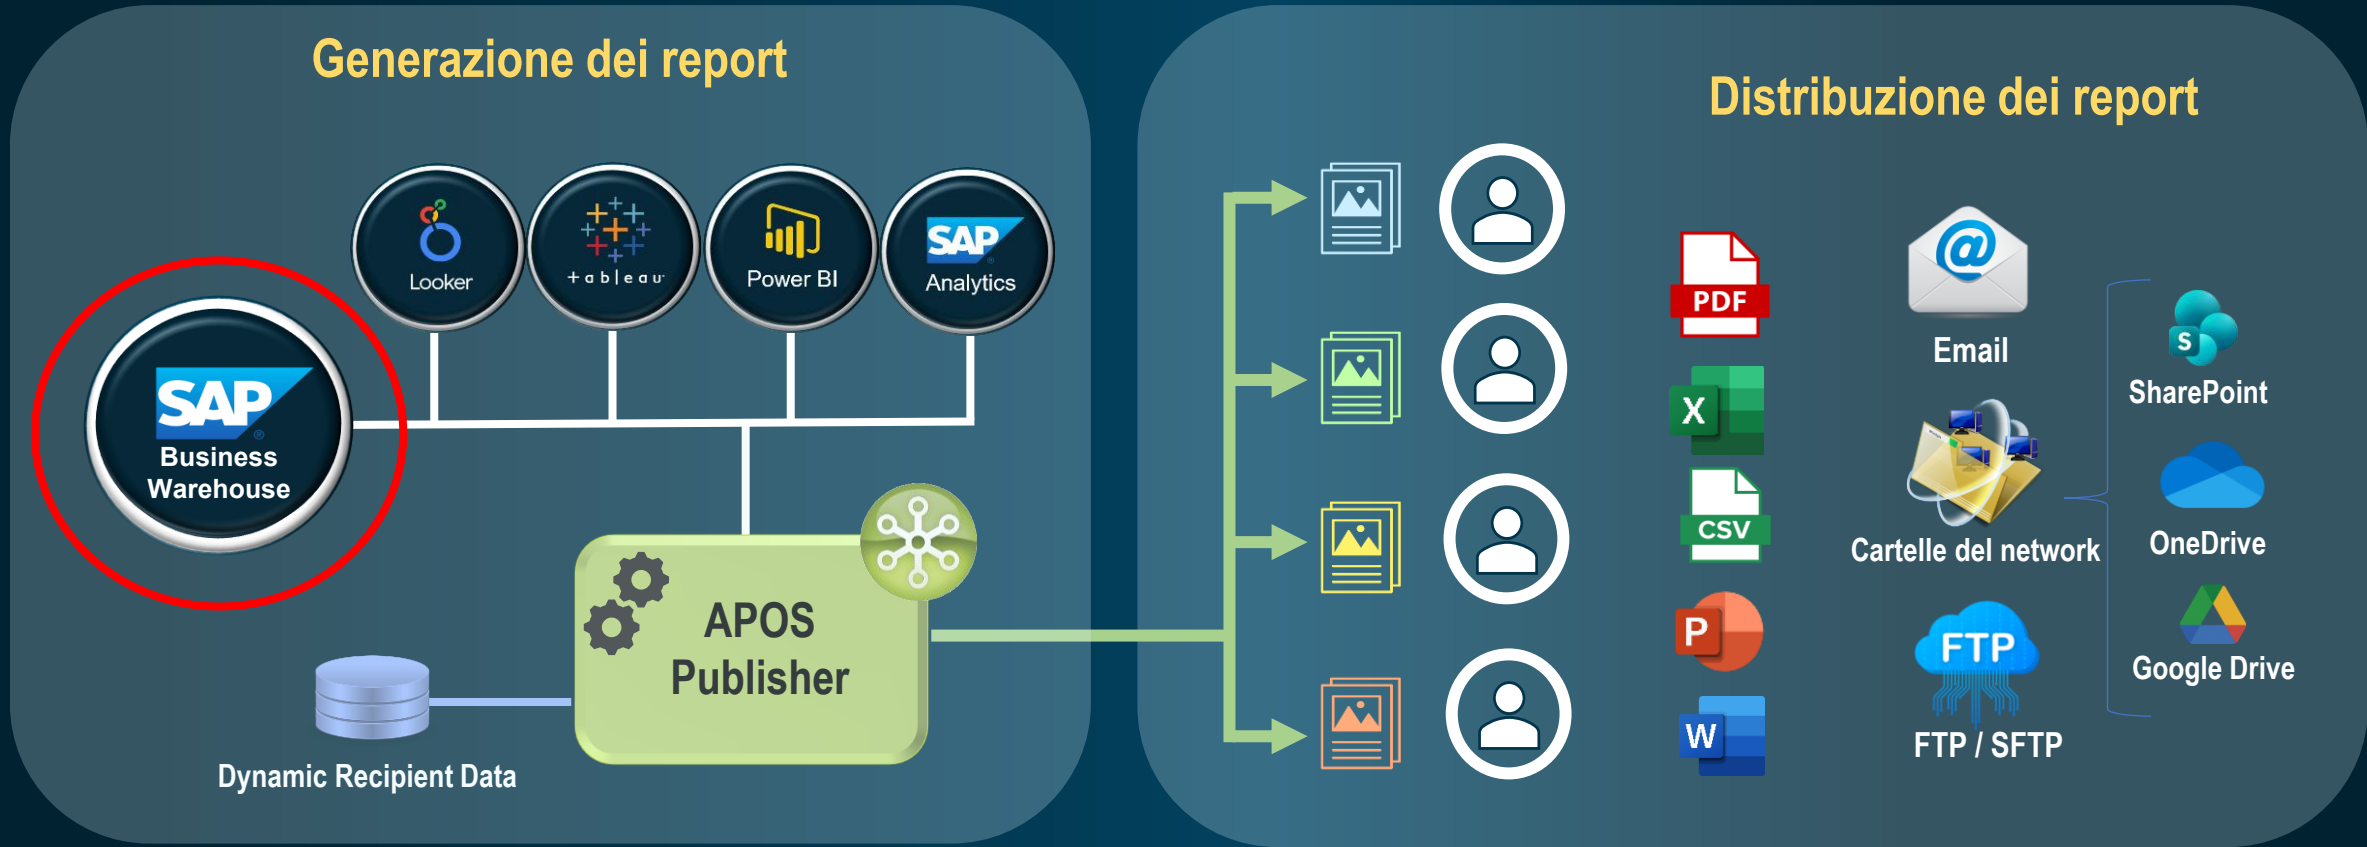 Generazione dei report
Looker
+ableau
Power BI
SAP
Analytics
SAP
®
Business
Warehouse
APOS
Publisher
Dynamic Recipient Data
Distribuzione dei report
PDF
X
CSV
P
W
@
Email
Cartelle del network
FTP
FTP / SFTP
S
SharePoint
OneDrive
Google Drive